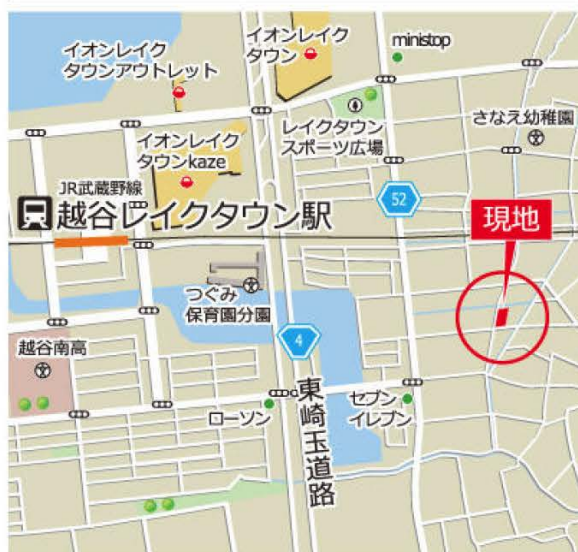 イオンレイク
タウンアウトレット
イオンレイク
タウン
ministop
イオンレイク
タウンkaze
レイクタウン
スポーツ広場
さなえ幼稚園
52
JR武蔵野線
越谷レイクタウン駅
現地
つぐみ
保育園分園
4
越谷南高
東埼玉道路
ローソン
セブン
イレブン